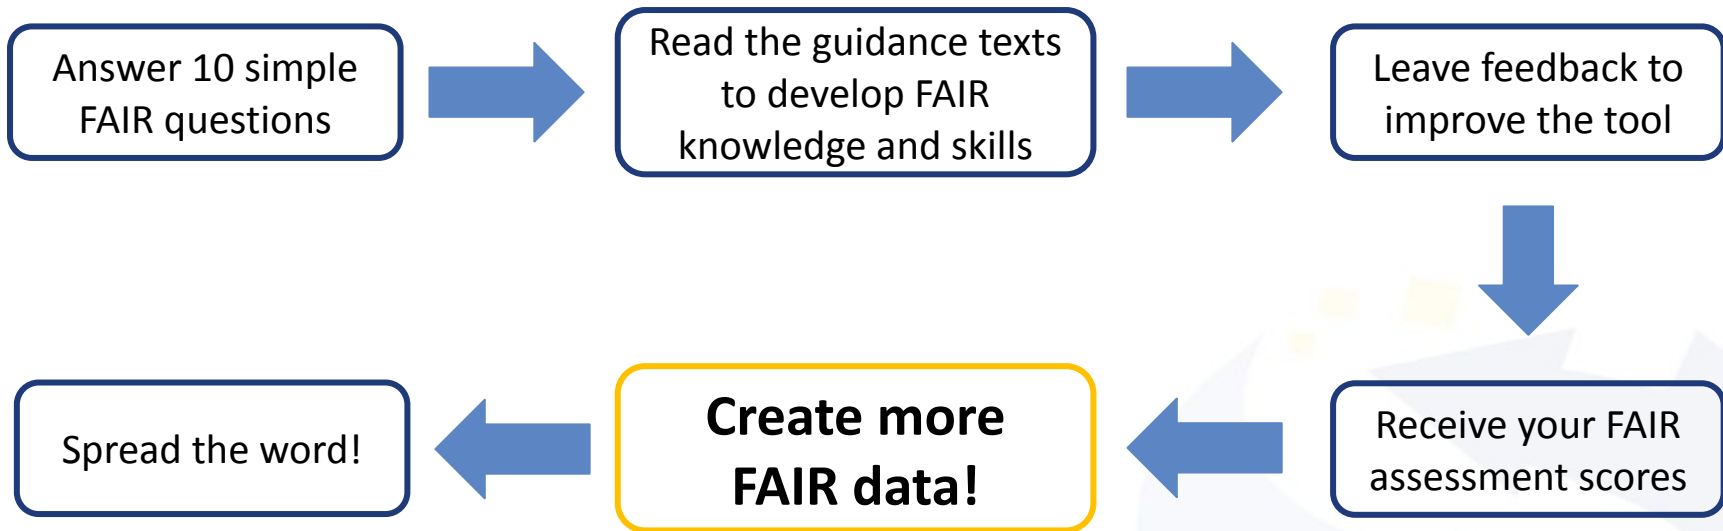 Answer 10 simple
FAIR questions
Read the guidance texts
to develop FAIR
knowledge and skills
Leave feedback to
improve the tool
Receive your FAIR
assessment scores
Create more
FAIR data!
Spread the word!